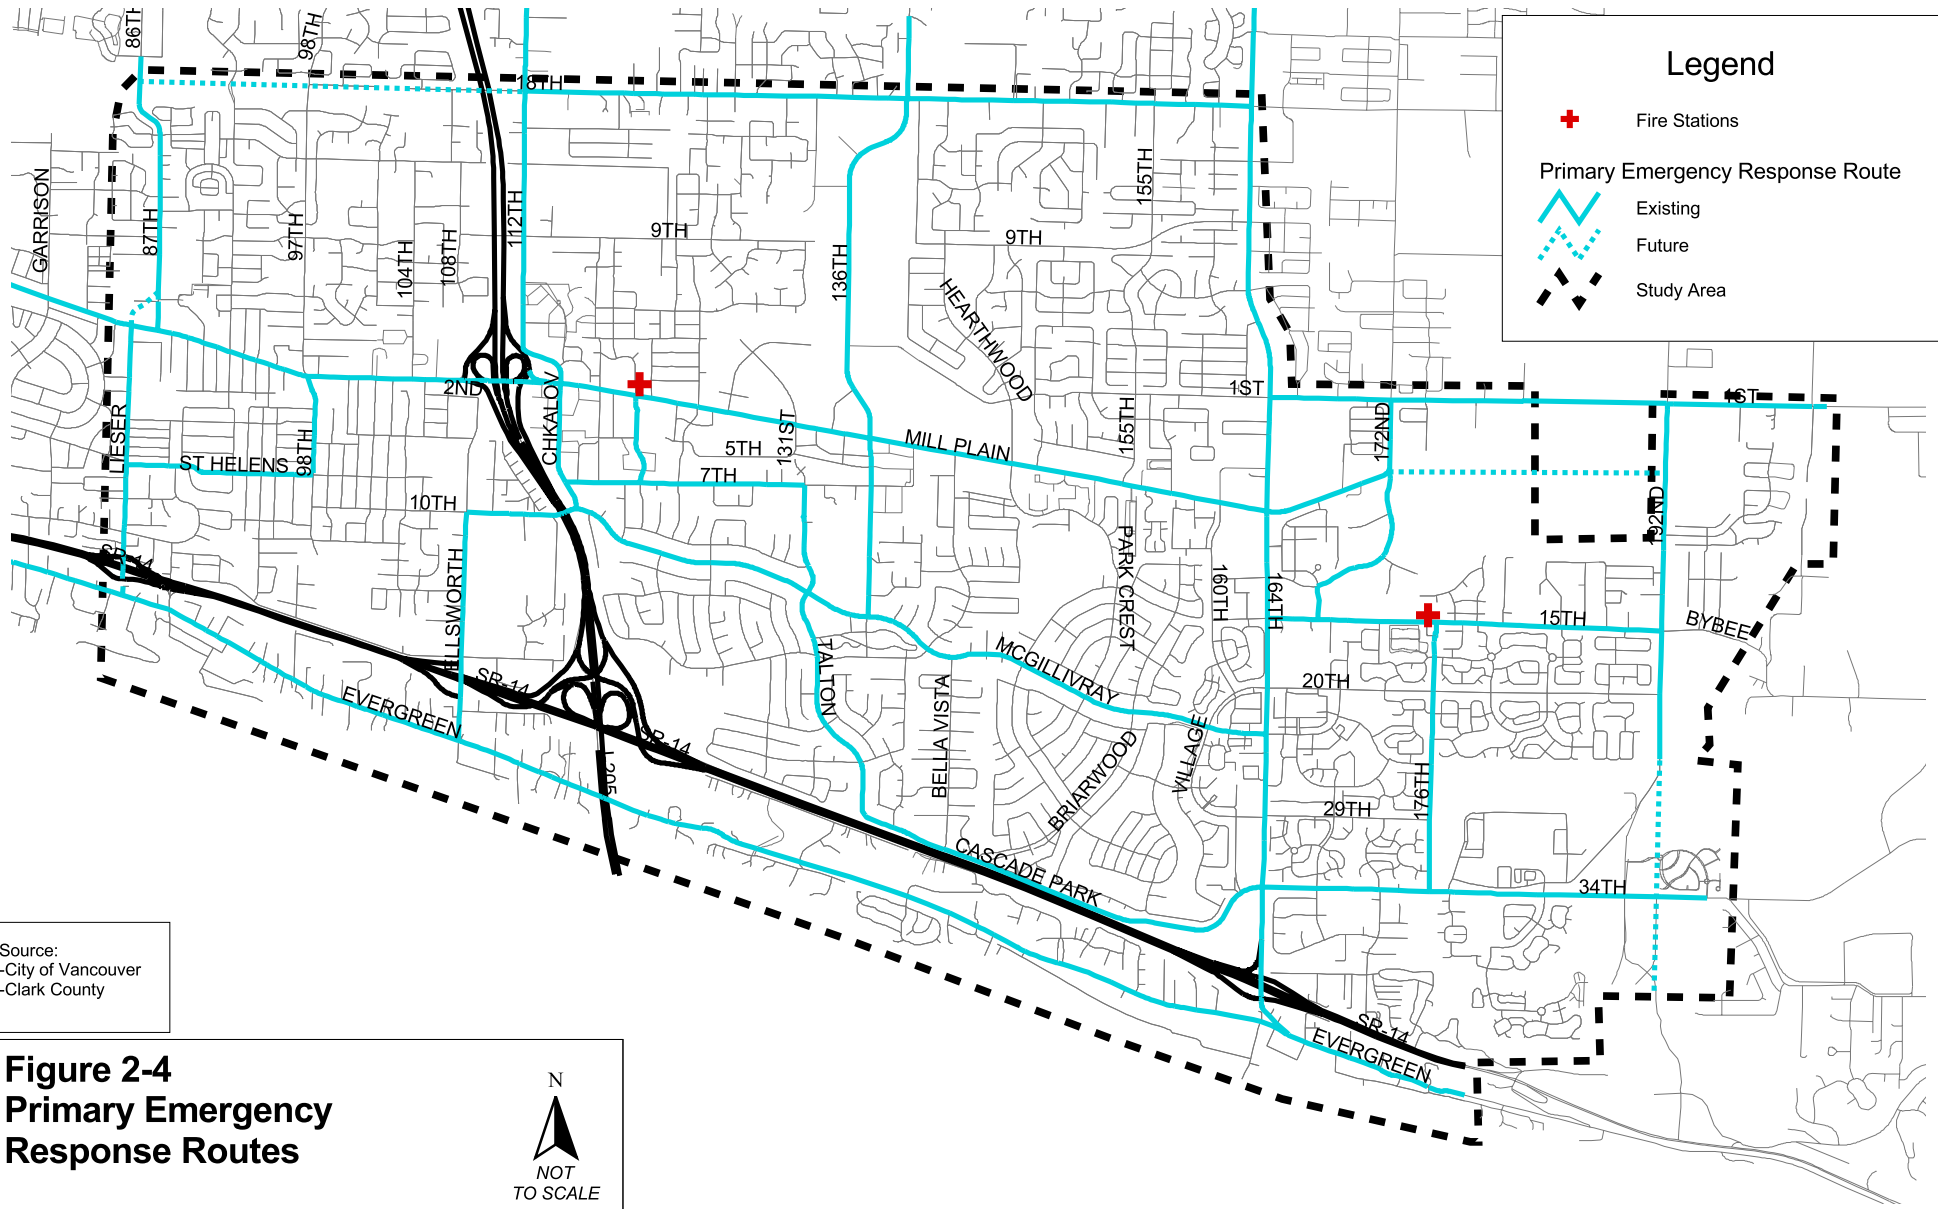 86TH
98TH
18TH
Legend
Fire Stations
Primary Emergency Response Route
Existing
Future
Study Area
GARRISON
87TH
97TH
104TH
108TH
112TH
9TH
136TH
9TH
155TH
HEARTHWOOD
2ND
CHKALOV
1ST
1ST
LIESER
ST HELENS
98TH
131ST
5TH
7TH
MILL PLAIN
155TH
172ND
192ND
10TH
SR-14
ELLSWORTH
PARK CREST
160TH
164TH
15TH
BYBEE
TALTON
MCGILLIVRAY
20TH
SR-14
EVERGREEN
SR-14
I-205
BELLA VISTA
BRIARWOOD
VILLAGE
176TH
29TH
CASCADE PARK
34TH
SR-14
EVERGREEN
Source:
-City of Vancouver
-Clark County
Figure 2-4
Primary Emergency
Response Routes
N
NOT
TO SCALE